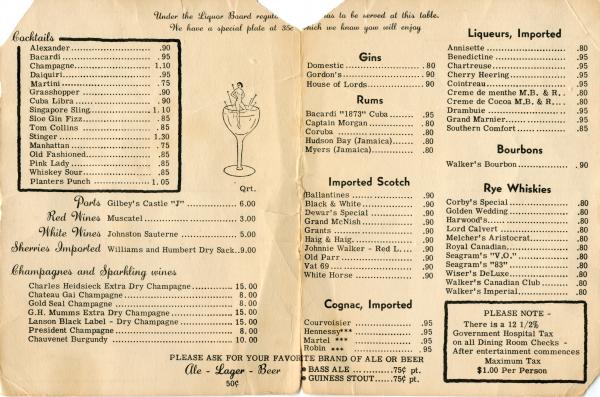 Under the Liquor Board regula as to be served at this table.
We have a special plate at 35¢ which we know you will enjoy
Cocktails
Alexander .90
Bacardi .95
Champagne 1.10
Daiquiri .95
Martini .75
Grasshopper .90
Cuba Libra .90
Singapore Sling 1.10
Sloe Gin Fizz .85
Tom Collins .85
Stinger 1.30
Manhattan .75
Old Fashioned .85
Pink Lady .85
Whiskey Sour .85
Planters Punch 1.05
Qrt.
Ports Gilbey's Castle "J" 6.00
Red Wines Muscatel 3.00
White Wines Johnston Sauterne 5.00
Sherries Imported Williams and Humbert Dry Sack 9.00
Champagnes and Sparkling wines
Charles Heidsieck Extra Dry Champagne 15.00
Chateau Gai Champagne 8.00
Gold Seal Champagne 8.00
G.H. Mumms Extra Dry Champagne 15.00
Lanson Black Label - Dry Champagne 15.00
President Champagne 8.00
Chauvenet Burgundy 10.00
Gins
Domestic .80
Gordon's .90
House of Lords .90
Rums
Bacardi "1873" Cuba .95
Captain Morgan .80
Coruba .80
Hudson Bay (Jamaica) .80
Myers (Jamaica) .80
Imported Scotch
Ballantines .90
Black & White .90
Dewar's Special .90
Grand McNish .90
Grants .90
Haig & Haig .90
Johnnie Walker - Red L .90
Old Parr .90
Vat 69 .90
White Horse .90
Cognac, Imported
Courvoisier .95
Hennessy*** .95
Martel *** .95
Robin *** .95
Liqueurs, Imported
Annisette .80
Benedictine .95
Chartreuse .95
Cherry Heering .95
Cointreau .95
Creme de menthe M.B. & R. .80
Creme de Cocoa M.B. & R. .80
Drambuie .95
Grand Marnier .95
Southern Comfort .85
Bourbons
Walker's Bourbon .90
Rye Whiskies
Corby's Special .80
Golden Wedding .80
Harwood's .80
Lord Calvert .80
Melcher's Aristocrat .80
Royal Canadian .80
Seagram's "V.O." .80
Seagram's "83" .80
Wiser's DeLuxe .80
Walker's Canadian Club .80
Walker's Imperial .80
PLEASE NOTE -
There is a 12 1/2%
Government Hospital Tax
on all Dining Room Checks -
After entertainment commences
Maximum Tax
$1.00 Per Person
PLEASE ASK FOR YOUR FAVORITE BRAND OF ALE OR BEER
Ale - Lager - Beer
50¢
• BASS ALE 75¢ pt.
• GUINESS STOUT 75¢ pt.